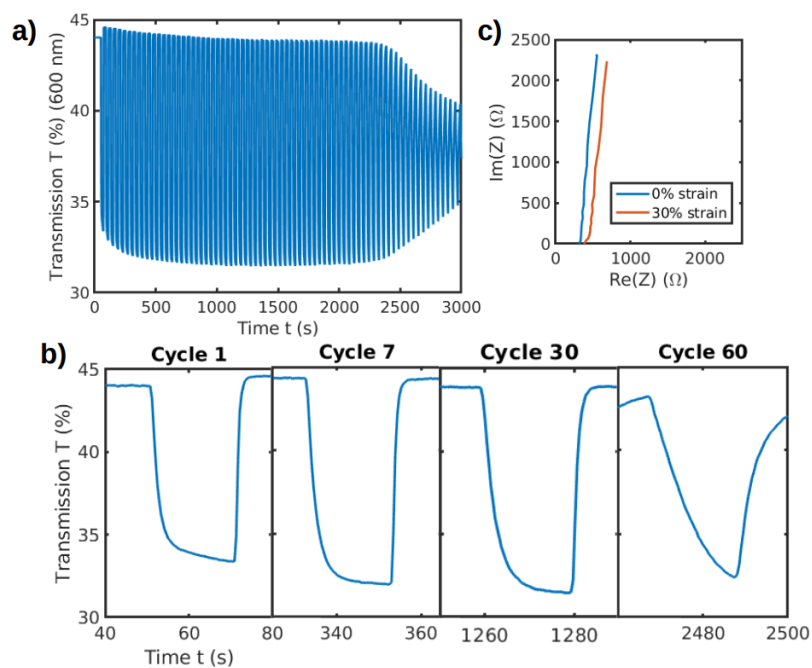 a)
Transmission T (%) (600 nm)
45
40
35
30
0 500 1000 1500 2000 2500 3000
Time t (s)
c)
Im(Z) (Ω)
2500
2000
1500
1000
500
0
0% strain
30% strain
0 1000 2000
Re(Z) (Ω)
b)
Cycle 1 Cycle 7 Cycle 30 Cycle 60
Transmission T (%)
45
40
35
30
40 60 80 340 360 1260 1280 2480 2500
Time t (s)